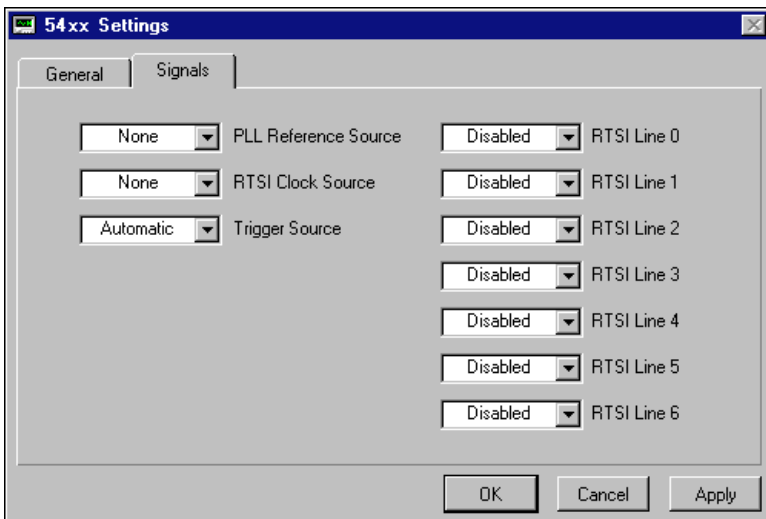 54xx Settings
General
Signals
None
PLL Reference Source
None
RTSI Clock Source
Automatic
Trigger Source
Disabled
RTSI Line 0
Disabled
RTSI Line 1
Disabled
RTSI Line 2
Disabled
RTSI Line 3
Disabled
RTSI Line 4
Disabled
RTSI Line 5
Disabled
RTSI Line 6
OK
Cancel
Apply